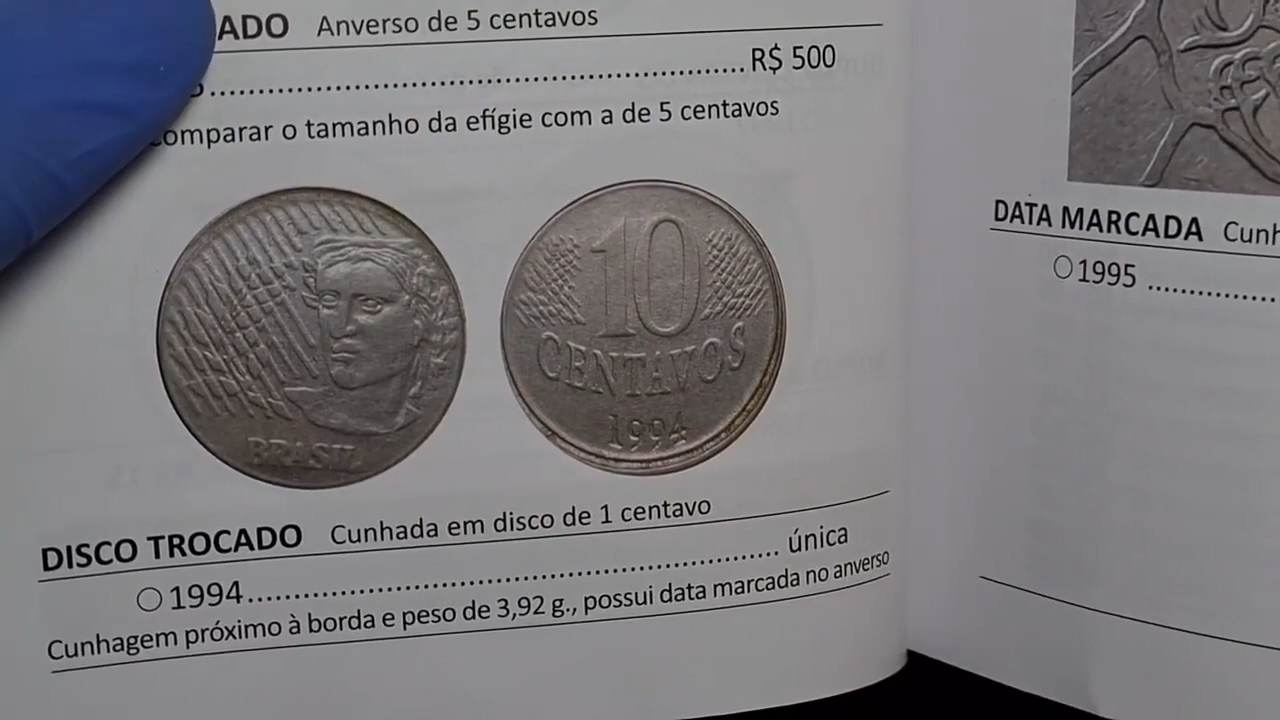 ADO Anverso de 5 centavos
R$ 500
comparar o tamanho da efígie com a de 5 centavos
BRASIL
10
CENTAVOS
1994
DISCO TROCADO Cunhada em disco de 1 centavo
1994 única
Cunhagem próximo à borda e peso de 3,92 g., possui data marcada no anverso
DATA MARCADA Cunh
1995